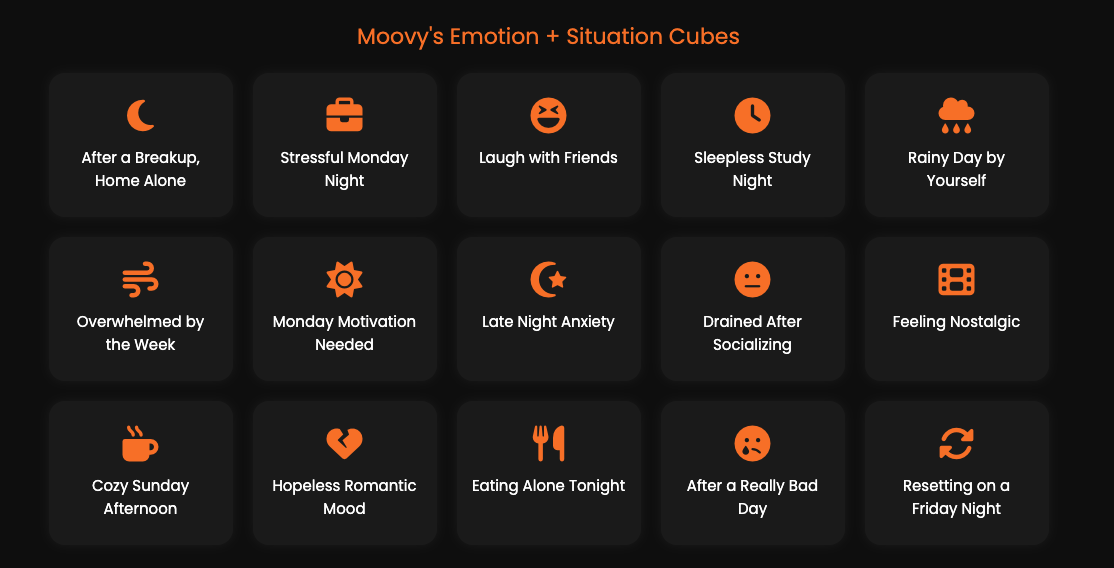 Moovy's Emotion + Situation Cubes
After a Breakup,
Home Alone
Stressful Monday
Night
Laugh with Friends
Sleepless Study
Night
Rainy Day by
Yourself
Overwhelmed by
the Week
Monday Motivation
Needed
Late Night Anxiety
Drained After
Socializing
Feeling Nostalgic
Cozy Sunday
Afternoon
Hopeless Romantic
Mood
Eating Alone Tonight
After a Really Bad
Day
Resetting on a
Friday Night